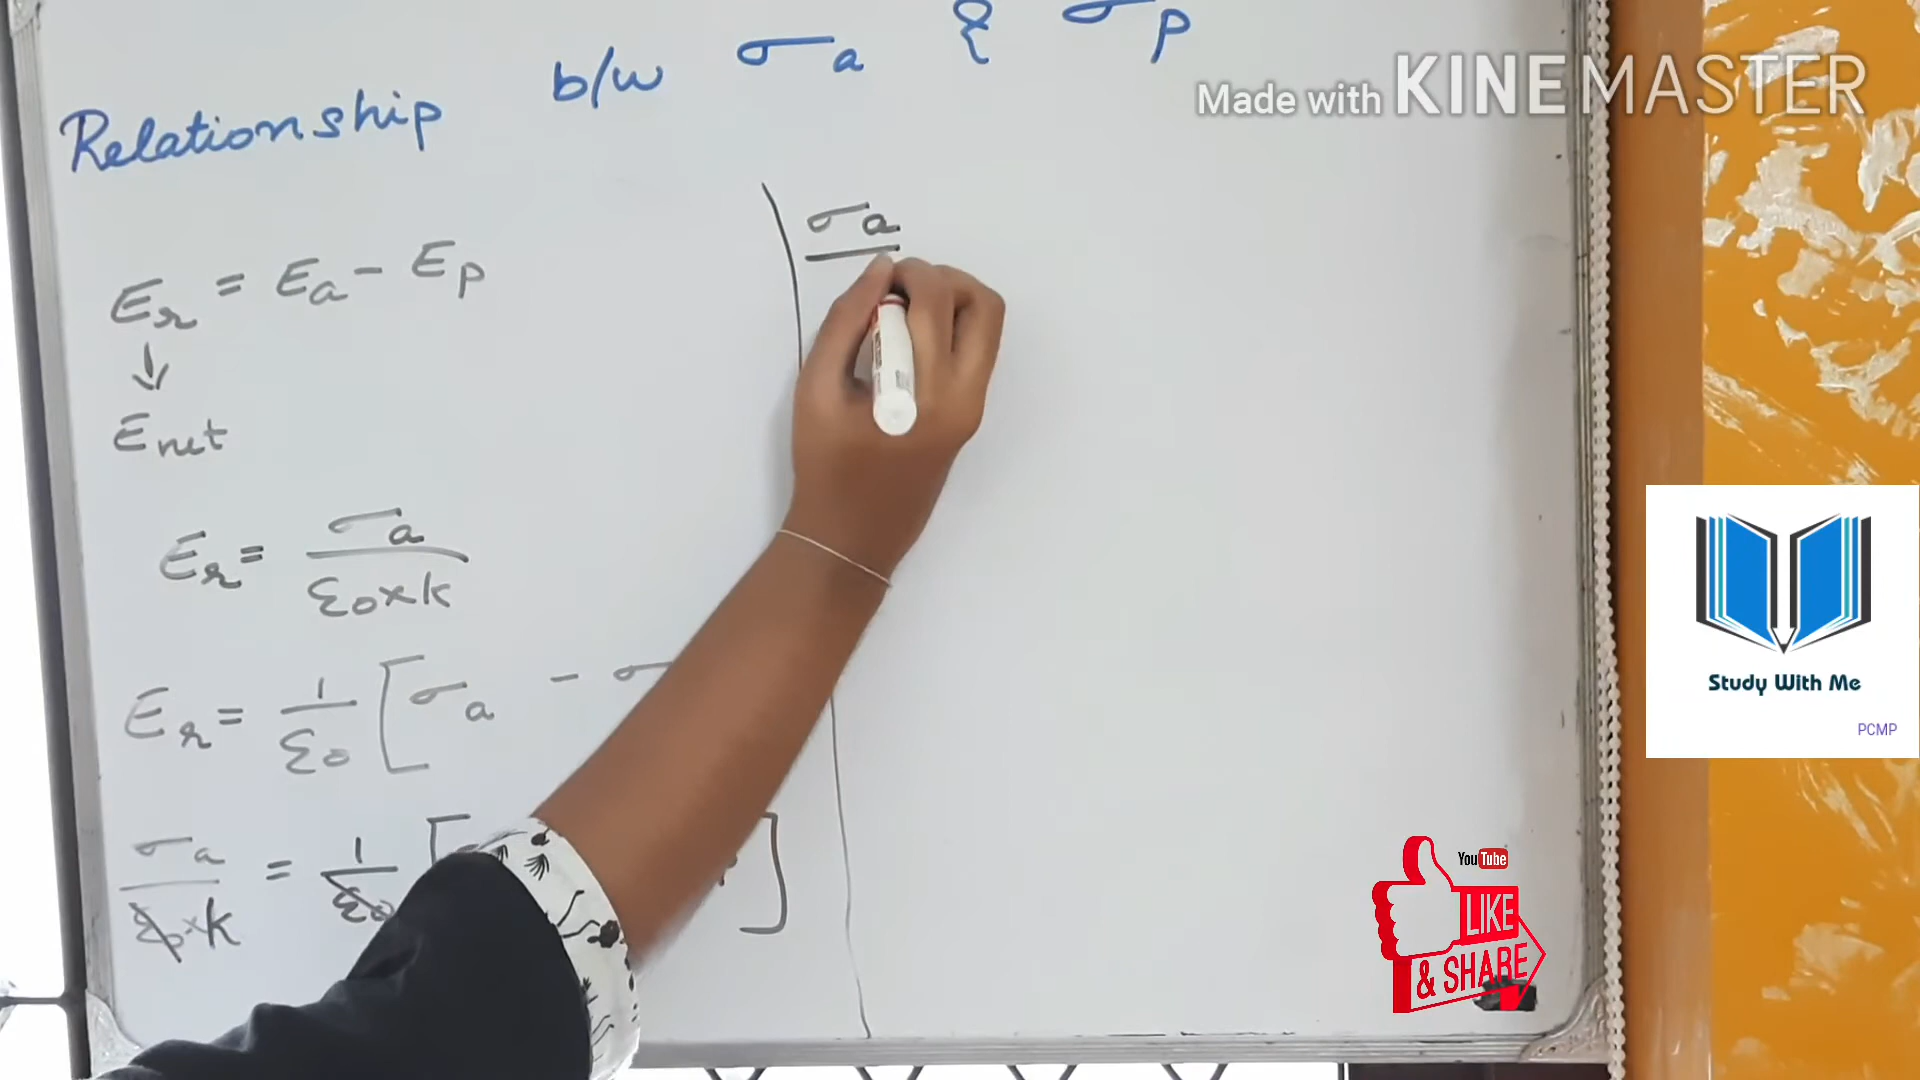 Relationship b/w σa & σp
Made with KINEMASTER
Er = Ea - Ep
↓
Enet
Er = σa / ε0 × k
Er = 1/ε0 [ σa - σ
σa / ε0 × k = 1/ε0 [ ]
σa
Study With Me
PCMP
YouTube
LIKE
& SHARE